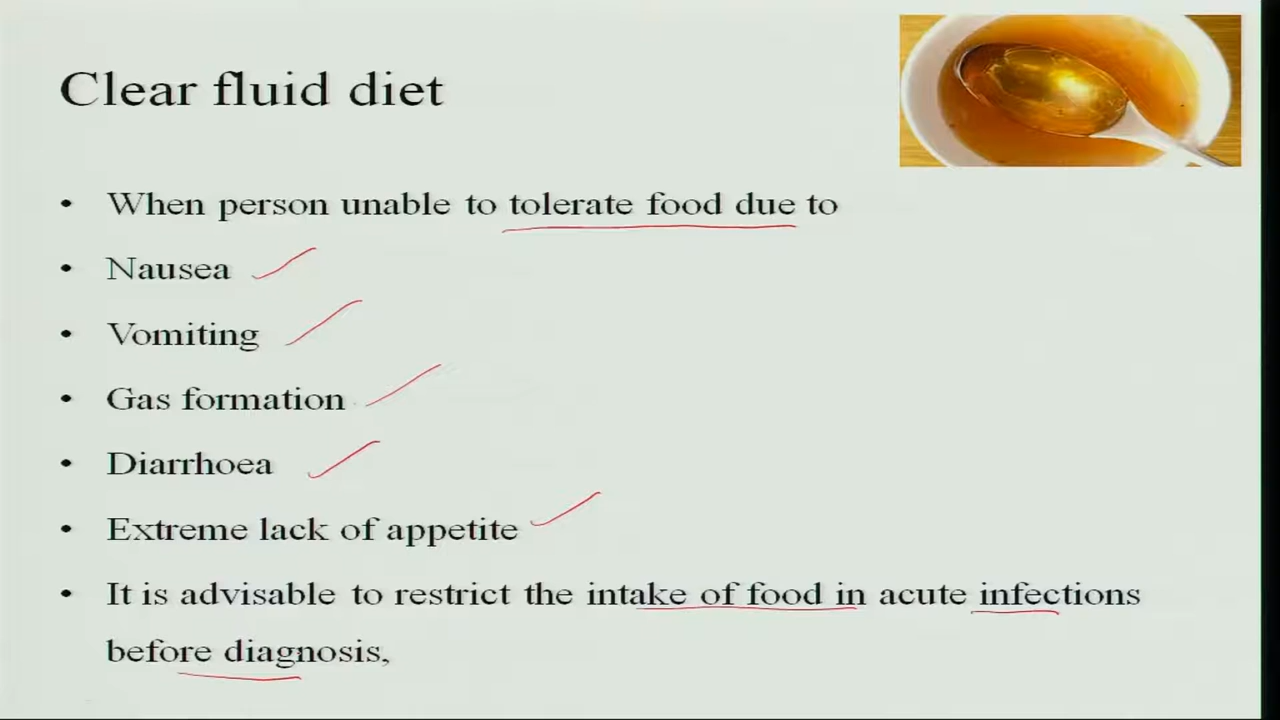 Clear fluid diet
• When person unable to tolerate food due to
• Nausea
• Vomiting
• Gas formation
• Diarrhoea
• Extreme lack of appetite
• It is advisable to restrict the intake of food in acute infections
before diagnosis,